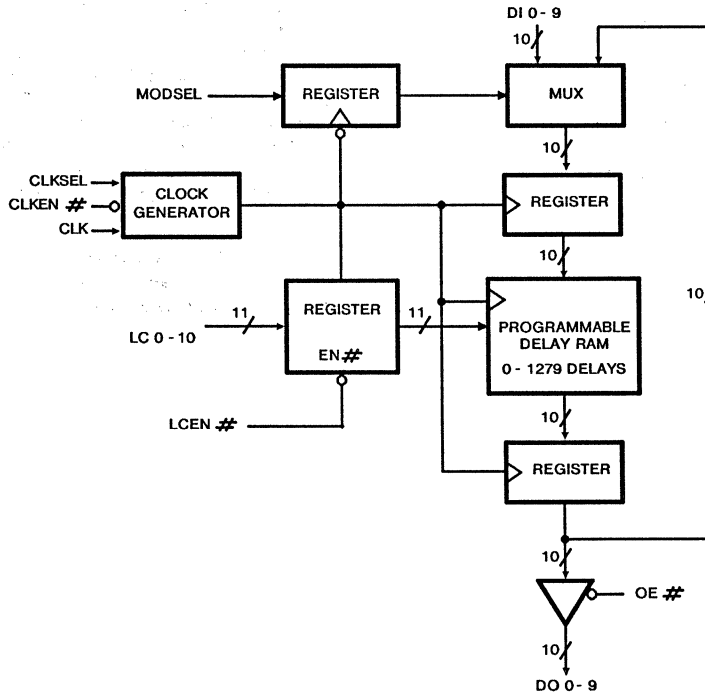 DI 0 - 9
10
MODSEL
REGISTER
MUX
10
CLKSEL
CLKEN #
CLK
CLOCK
GENERATOR
REGISTER
10
LC 0 - 10
11
REGISTER
EN #
11
PROGRAMMABLE
DELAY RAM
0 - 1279 DELAYS
10
LCEN #
10
REGISTER
10
OE #
10
DO 0 - 9